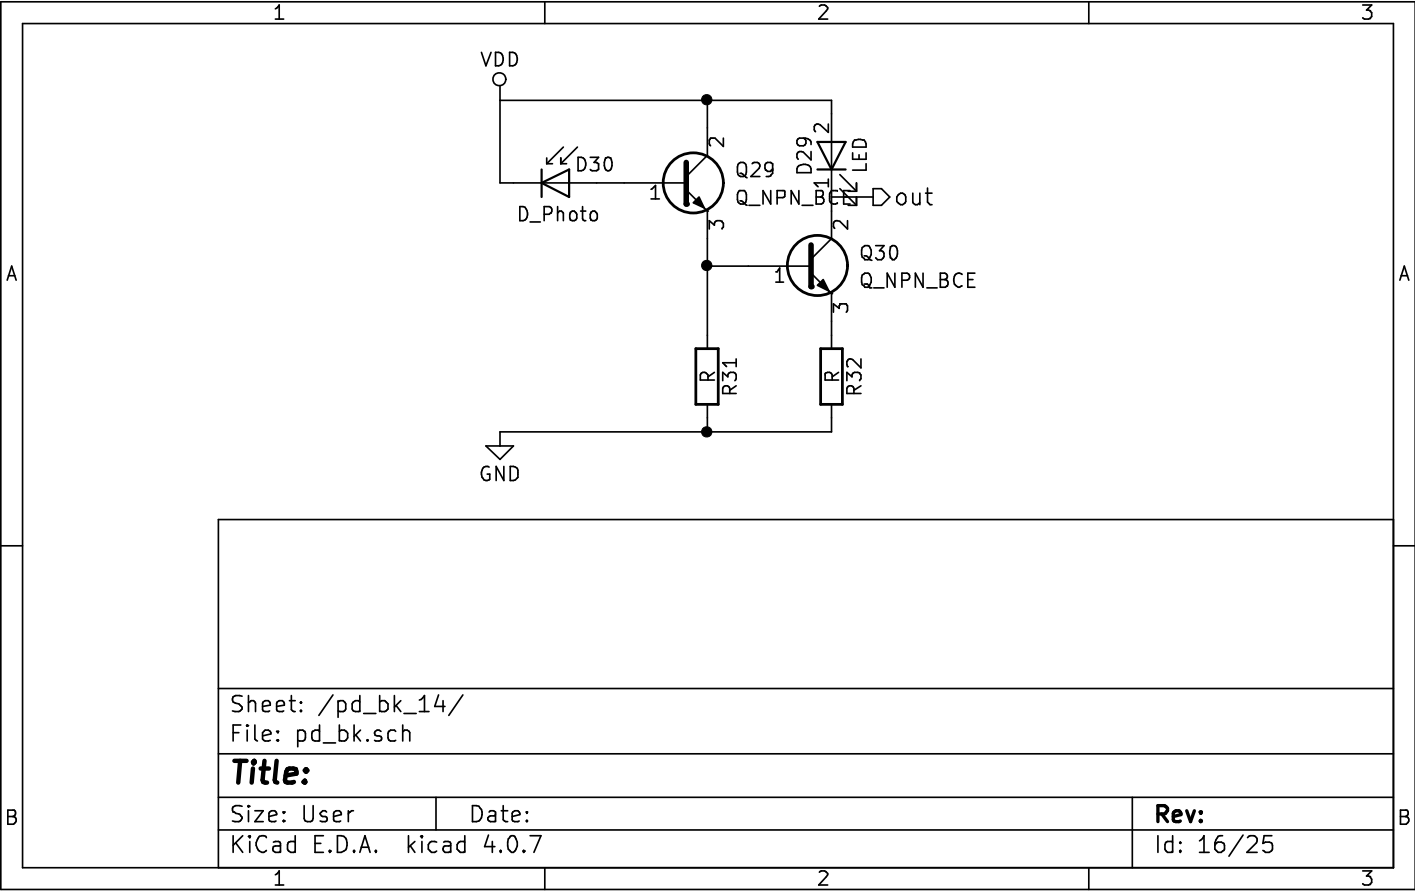 1 2 3
VDD
2
2
D29
LED
D30
Q29
1
1
Q_NPN_BCE
out
D_Photo
3
2
A
A
Q30
1
Q_NPN_BCE
3
R
R31
R
R32
GND
Sheet: /pd_bk_14/
File: pd_bk.sch
Title:
Size: User
Date:
Rev:
B
B
KiCad E.D.A. kicad 4.0.7
Id: 16/25
1 2 3